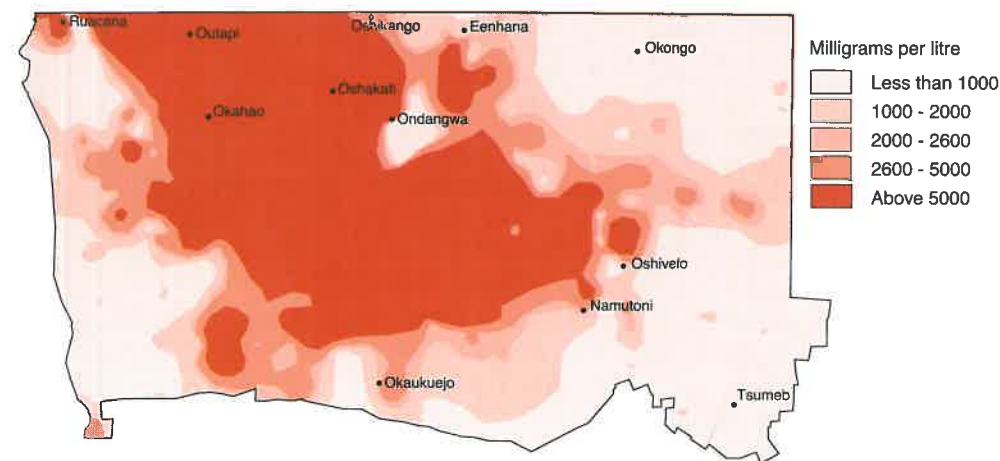 Ruacana
Outapi
Oshikango
Eenhana
Okongo
Oshakati
Okahao
Ondangwa
Oshivelo
Namutoni
Okaukuejo
Tsumeb
Milligrams per litre
Less than 1000
1000 - 2000
2000 - 2600
2600 - 5000
Above 5000